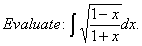 Evaluate: ∫ √((1 − x)/(1 + x)) dx.